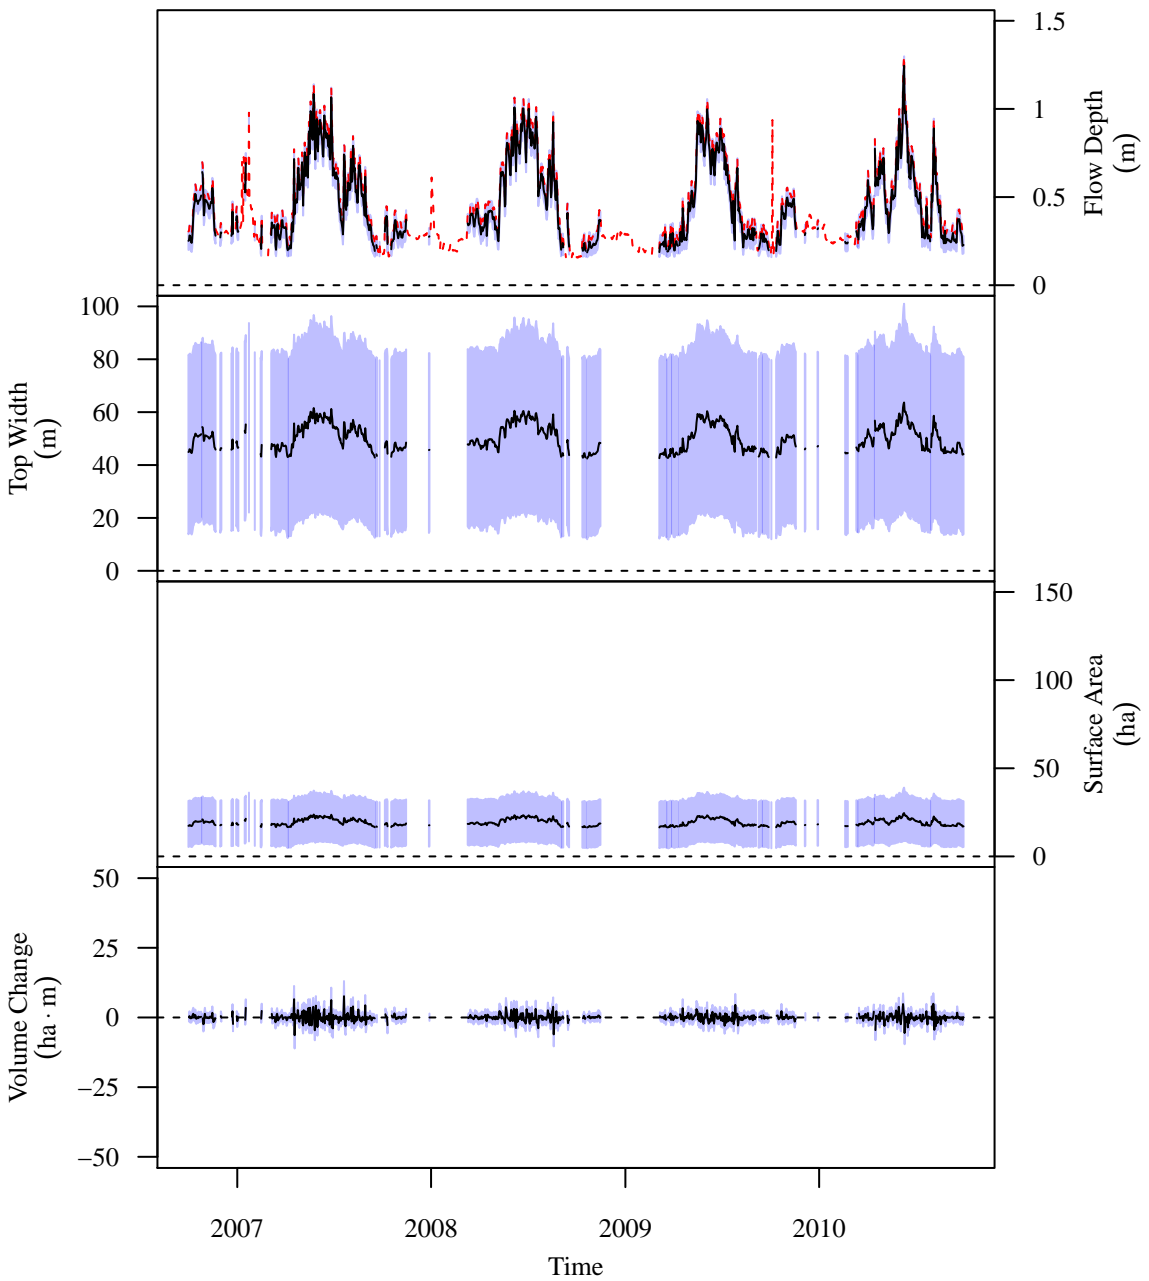 1.5
1
0.5
0
Flow Depth
(m)
100
80
60
40
20
0
Top Width
(m)
150
100
50
0
Surface Area
(ha)
50
25
0
−25
−50
Volume Change
(ha · m)
2007
2008
2009
2010
Time